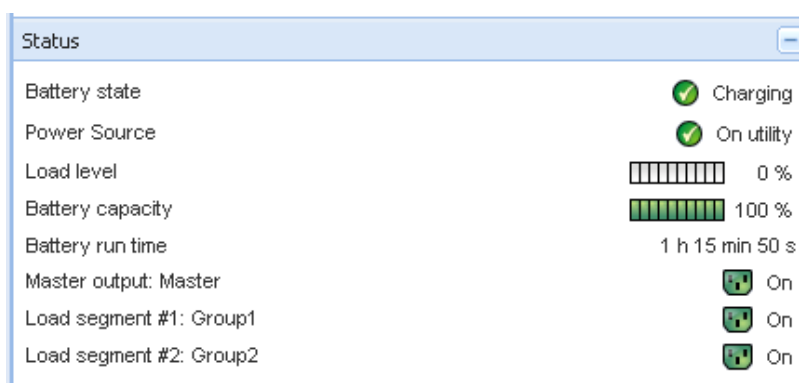 Status
Battery state Charging
Power Source On utility
Load level 0 %
Battery capacity 100 %
Battery run time 1 h 15 min 50 s
Master output: Master On
Load segment #1: Group1 On
Load segment #2: Group2 On